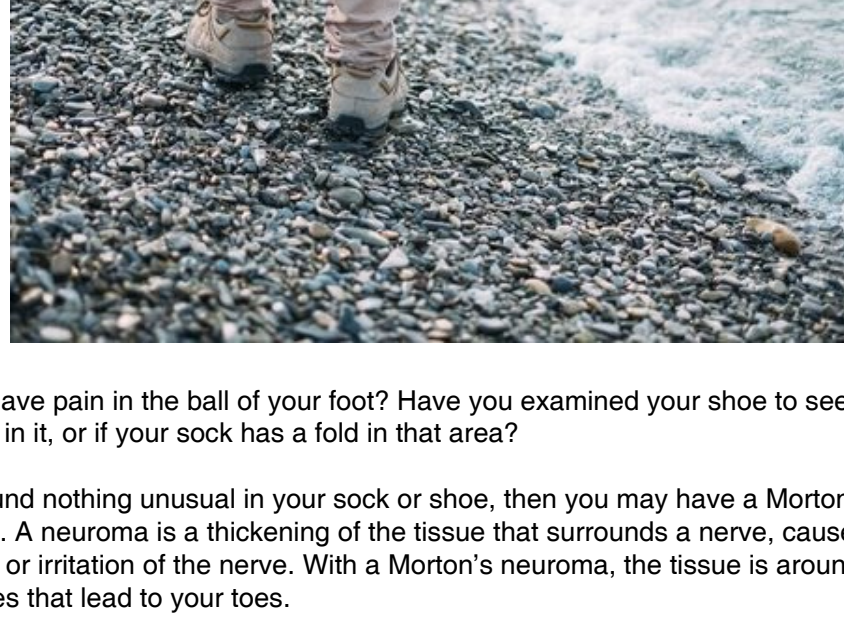 ave pain in the ball of your foot? Have you examined your shoe to see
in it, or if your sock has a fold in that area?
und nothing unusual in your sock or shoe, then you may have a Morton
. A neuroma is a thickening of the tissue that surrounds a nerve, cause
or irritation of the nerve. With a Morton’s neuroma, the tissue is aroun
es that lead to your toes.